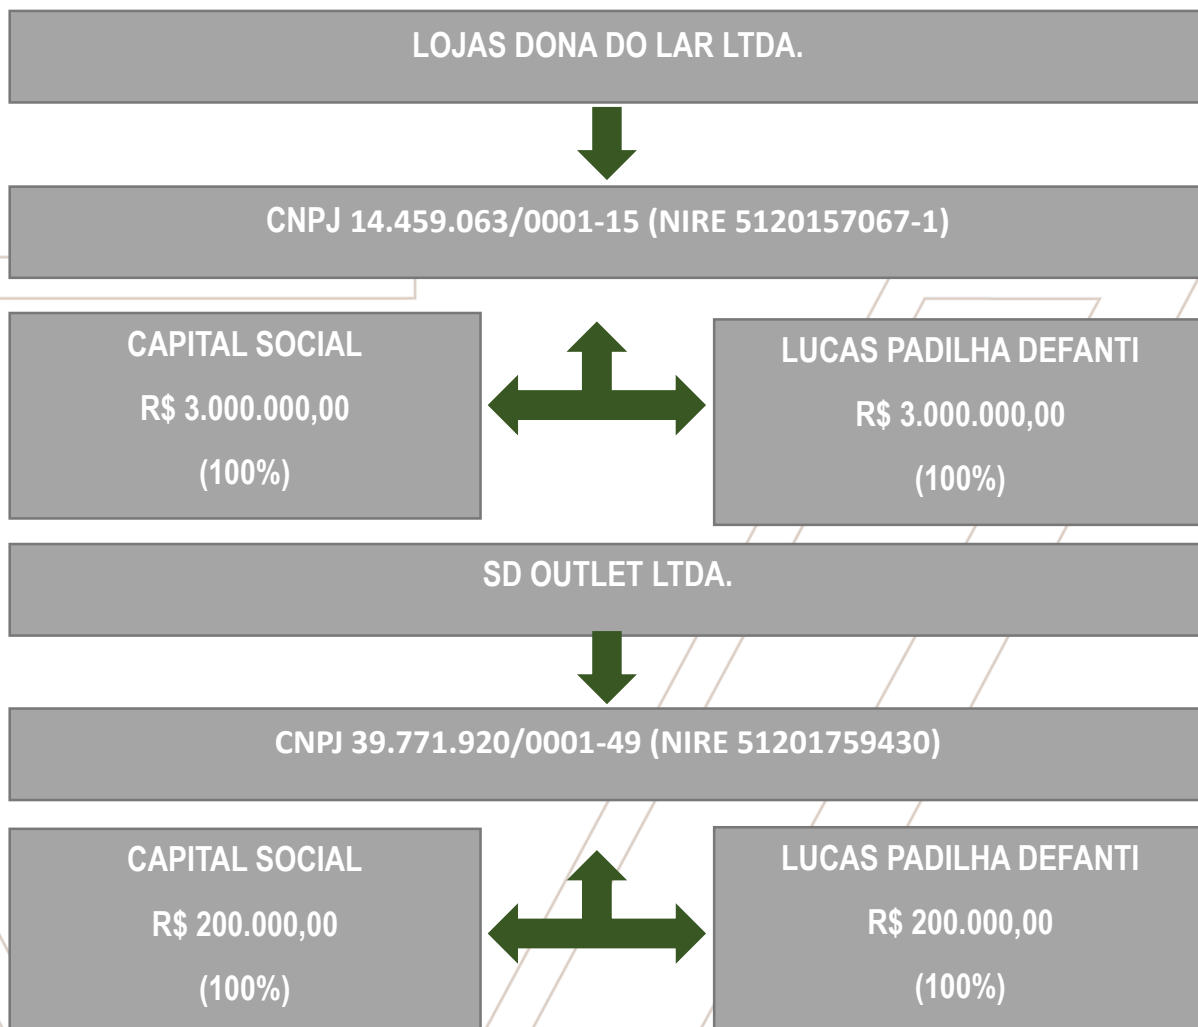 LOJAS DONA DO LAR LTDA.
CNPJ 14.459.063/0001-15 (NIRE 5120157067-1)
CAPITAL SOCIAL
R$ 3.000.000,00
(100%)
LUCAS PADILHA DEFANTI
R$ 3.000.000,00
(100%)
SD OUTLET LTDA.
CNPJ 39.771.920/0001-49 (NIRE 51201759430)
CAPITAL SOCIAL
R$ 200.000,00
(100%)
LUCAS PADILHA DEFANTI
R$ 200.000,00
(100%)